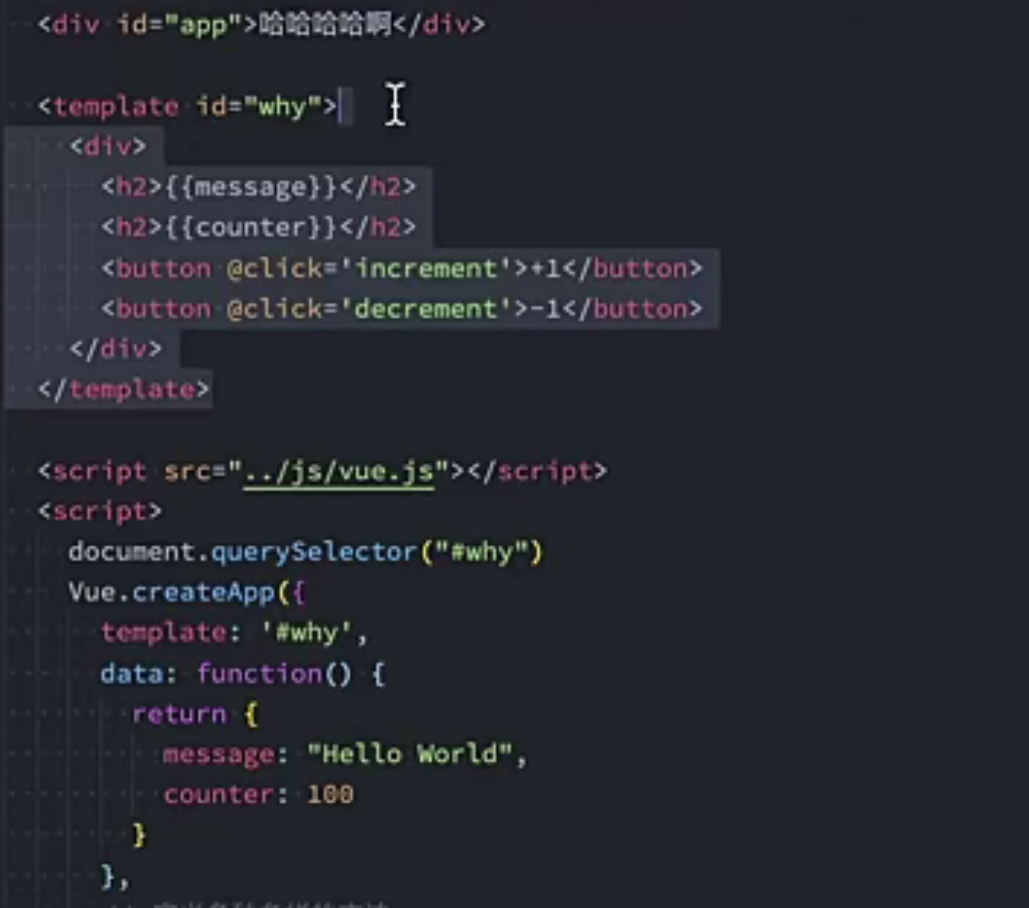 <div id="app">哈哈哈哈啊</div>
<template id="why">
<div>
<h2>{{message}}</h2>
<h2>{{counter}}</h2>
<button @click='increment'>+1</button>
<button @click='decrement'>-1</button>
</div>
</template>
<script src="../js/vue.js"></script>
<script>
document.querySelector("#why")
Vue.createApp({
template: '#why',
data: function() {
return {
message: "Hello World",
counter: 100
}
},